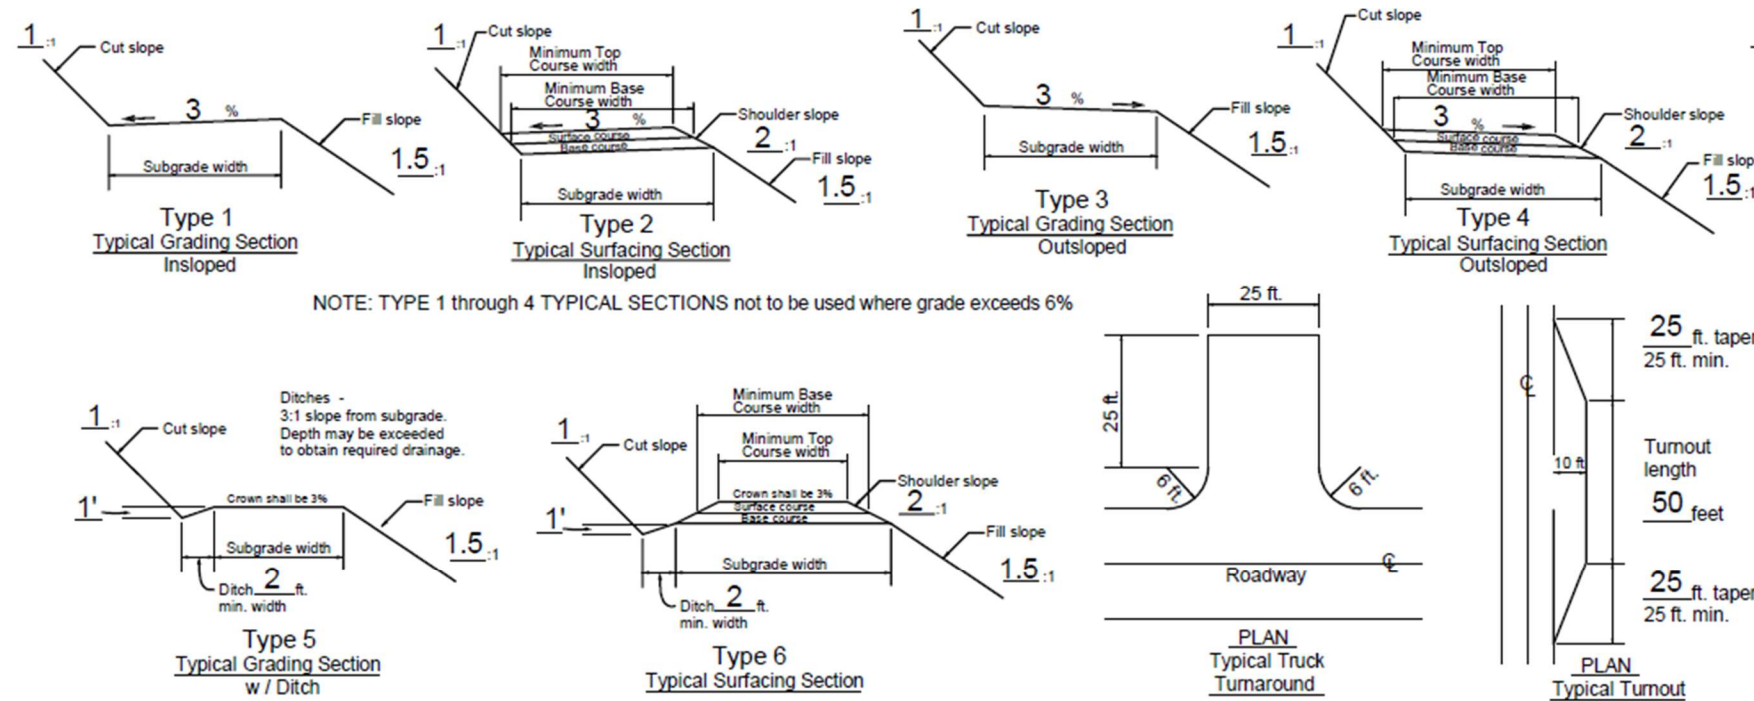 1 :1
Cut slope
3 %
Fill slope
1.5 :1
Subgrade width
Type 1
Typical Grading Section
Insloped
1 :1
Cut slope
Minimum Top
Course width
Minimum Base
Course width
3 %
Surface course
Base course
Shoulder slope
2 :1
Fill slope
1.5 :1
Subgrade width
Type 2
Typical Surfacing Section
Insloped
1 :1
Cut slope
3 %
Fill slope
1.5 :1
Subgrade width
Type 3
Typical Grading Section
Outsloped
1 :1
Cut slope
Minimum Top
Course width
Minimum Base
Course width
3 %
Surface course
Base course
Shoulder slope
2 :1
Fill slop
1.5 :1
Subgrade width
Type 4
Typical Surfacing Section
Outsloped
NOTE: TYPE 1 through 4 TYPICAL SECTIONS not to be used where grade exceeds 6%
1 :1
Cut slope
Ditches -
3:1 slope from subgrade.
Depth may be exceeded
to obtain required drainage.
1'
Crown shall be 3%
Fill slope
1.5 :1
Subgrade width
Ditch 2 ft.
min. width
Type 5
Typical Grading Section
w / Ditch
1 :1
Cut slope
Minimum Base
Course width
Minimum Top
Course width
Crown shall be 3%
Surface course
Base course
Shoulder slope
2 :1
1'
Fill slope
1.5 :1
Subgrade width
Ditch 2 ft.
min. width
Type 6
Typical Surfacing Section
25 ft.
25 ft.
6 ft.
6 ft.
Roadway
CL
PLAN
Typical Truck
Turnaround
CL
25 ft. taper
25 ft. min.
10 ft
Turnout
length
50 feet
25 ft. taper
25 ft. min.
PLAN
Typical Turnout